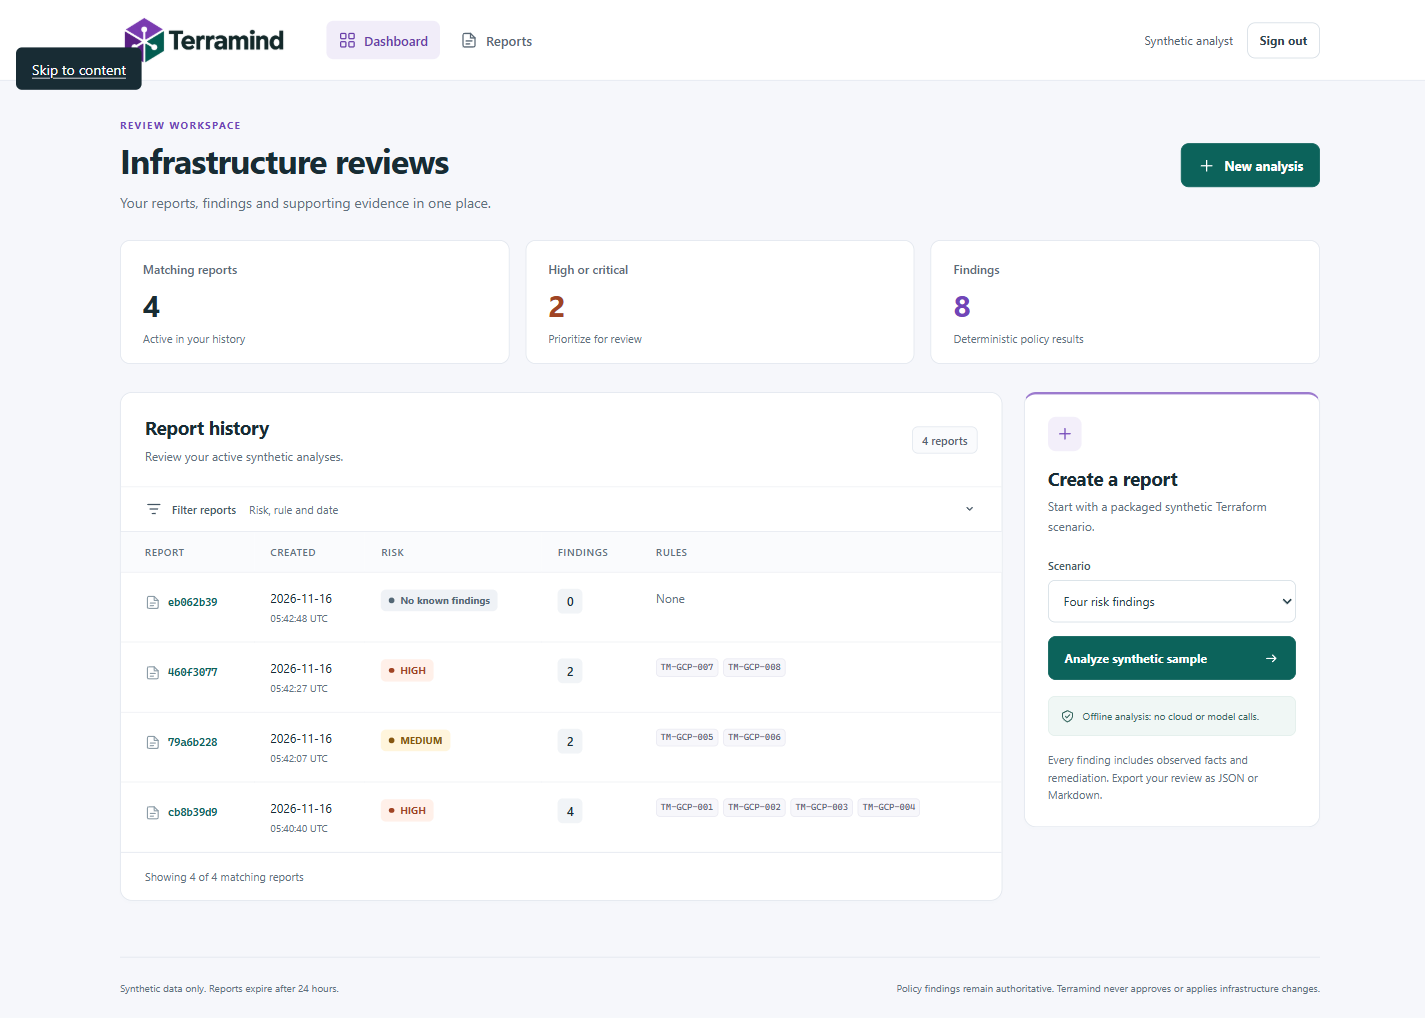 Terramind
Dashboard
Reports
Synthetic analyst
Sign out
Skip to content
REVIEW WORKSPACE
Infrastructure reviews
Your reports, findings and supporting evidence in one place.
New analysis
Matching reports
4
Active in your history
High or critical
2
Prioritize for review
Findings
8
Deterministic policy results
Report history
Review your active synthetic analyses.
4 reports
Filter reports Risk, rule and date
REPORT CREATED RISK FINDINGS RULES
eb062b39 2026-11-16 No known findings 0 None
05:42:48 UTC
460f3077 2026-11-16 HIGH 2 TM-GCP-007 TM-GCP-008
05:42:27 UTC
79a6b228 2026-11-16 MEDIUM 2 TM-GCP-005 TM-GCP-006
05:42:07 UTC
cb8b39d9 2026-11-16 HIGH 4 TM-GCP-001 TM-GCP-002 TM-GCP-003 TM-GCP-004
05:40:40 UTC
Showing 4 of 4 matching reports
Create a report
Start with a packaged synthetic Terraform
scenario.
Scenario
Four risk findings
Analyze synthetic sample
Offline analysis: no cloud or model calls.
Every finding includes observed facts and
remediation. Export your review as JSON or
Markdown.
Synthetic data only. Reports expire after 24 hours.
Policy findings remain authoritative. Terramind never approves or applies infrastructure changes.